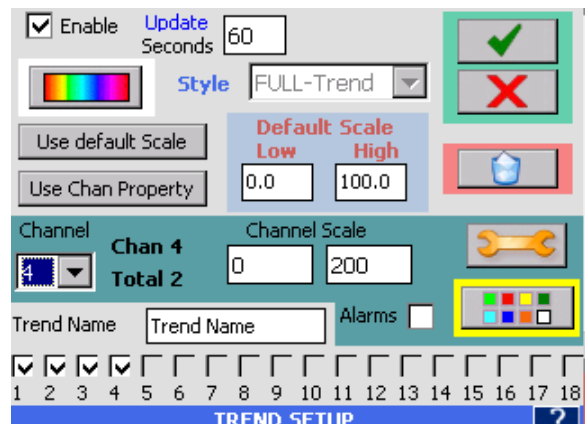 Enable Update Seconds 60
Style FULL-Trend
Use default Scale
Default Scale
Low High
Use Chan Property
0.0 100.0
Channel
Chan 4
Channel Scale
4
Total 2
0 200
Trend Name Trend Name Alarms
1 2 3 4 5 6 7 8 9 10 11 12 13 14 15 16 17 18
TREND SETUP ?